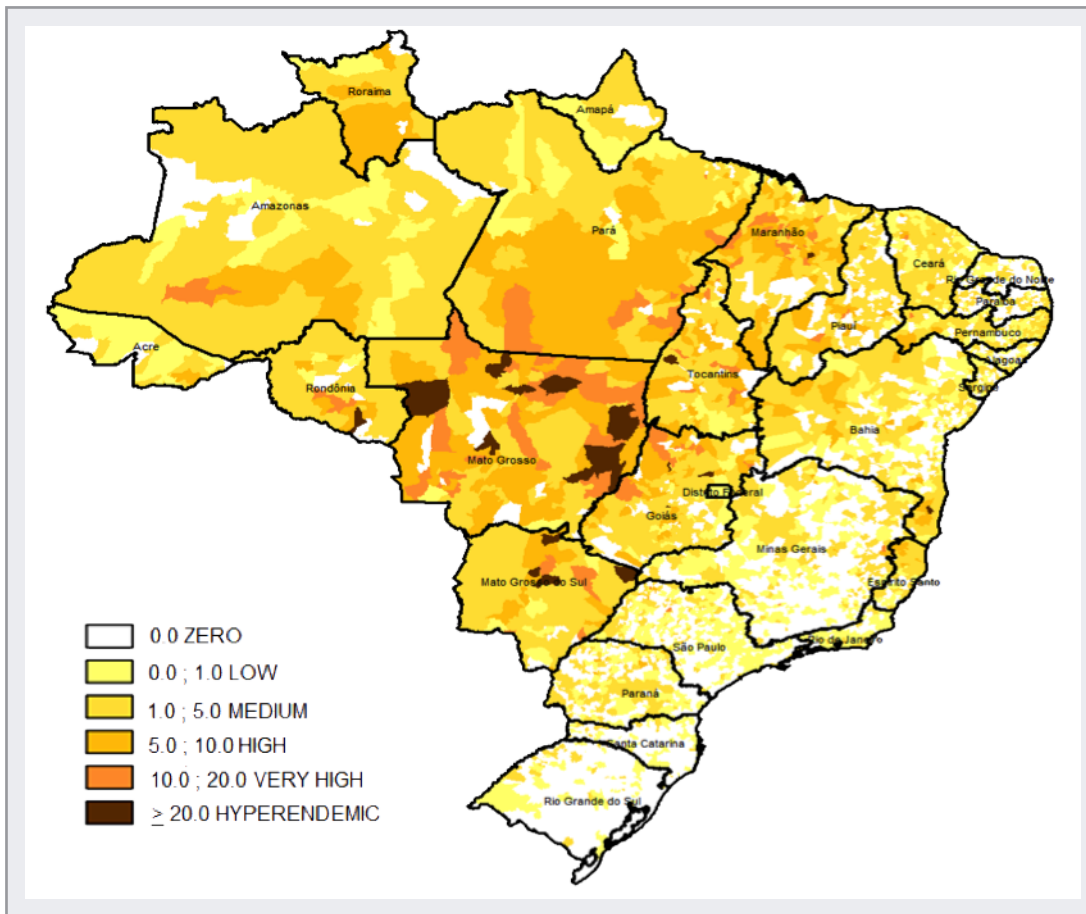 Roraima
Amapá
Amazonas
Pará
Maranhão
Ceará
Rio Grande do Norte
Paraíba
Piauí
Pernambuco
Acre
Alagoas
Rondônia
Tocantins
Sergipe
Bahia
Mato Grosso
Distrito Federal
Goiás
Minas Gerais
Mato Grosso do Sul
Espírito Santo
Rio de Janeiro
São Paulo
Paraná
Santa Catarina
Rio Grande do Sul
0.0 ZERO
0.0 ; 1.0 LOW
1.0 ; 5.0 MEDIUM
5.0 ; 10.0 HIGH
10.0 ; 20.0 VERY HIGH
≥ 20.0 HYPERENDEMIC